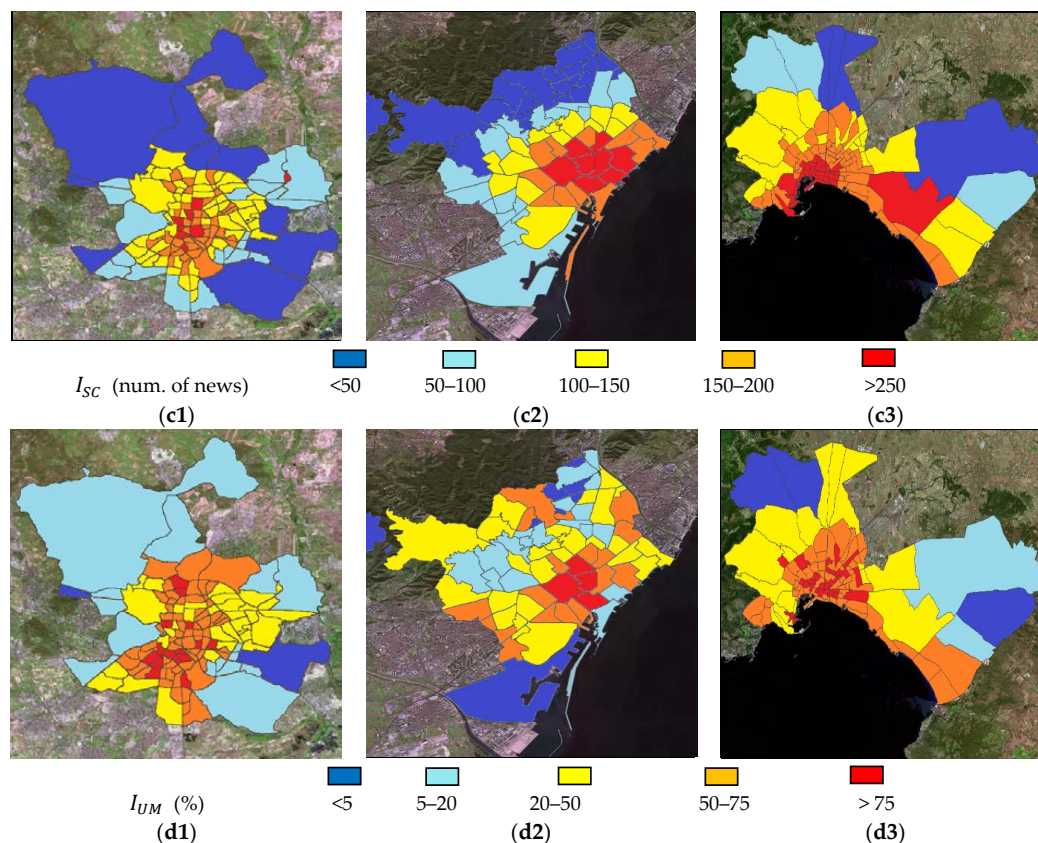 I_SC (num. of news) <50 50–100 100–150 150–200 >250
(c1) (c2) (c3)
I_UM (%) <5 5–20 20–50 50–75 > 75
(d1) (d2) (d3)